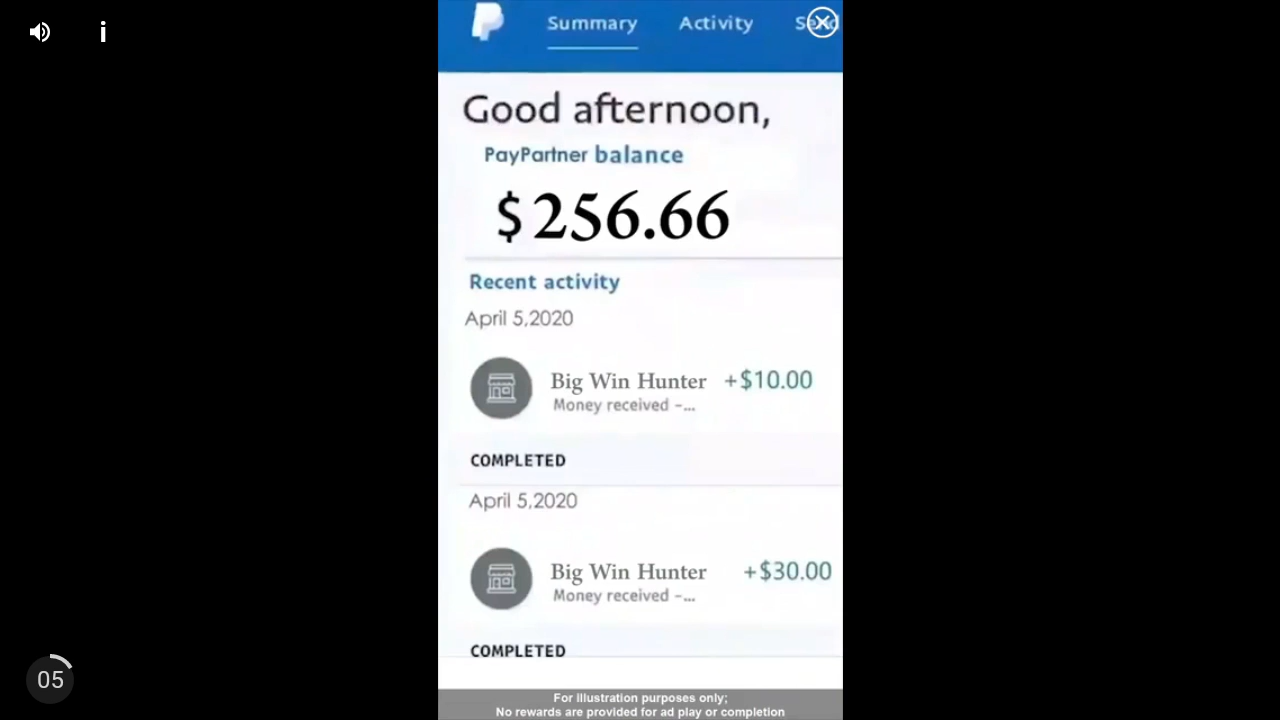 i
Summary Activity Send
Good afternoon,
PayPartner balance
$256.66
Recent activity
April 5,2020
Big Win Hunter +$10.00
Money received –...
COMPLETED
April 5,2020
Big Win Hunter +$30.00
Money received –...
COMPLETED
05
For illustration purposes only;
No rewards are provided for ad play or completion